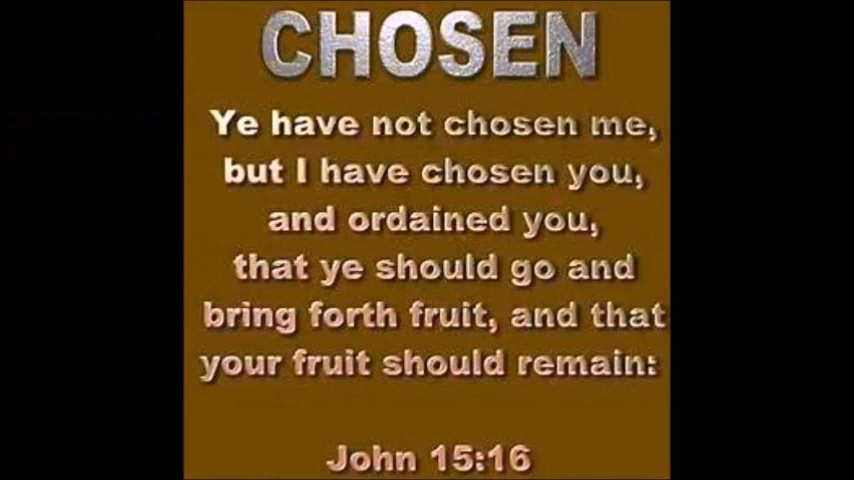 CHOSEN
Ye have not chosen me,
but I have chosen you,
and ordained you,
that ye should go and
bring forth fruit, and that
your fruit should remain:
John 15:16